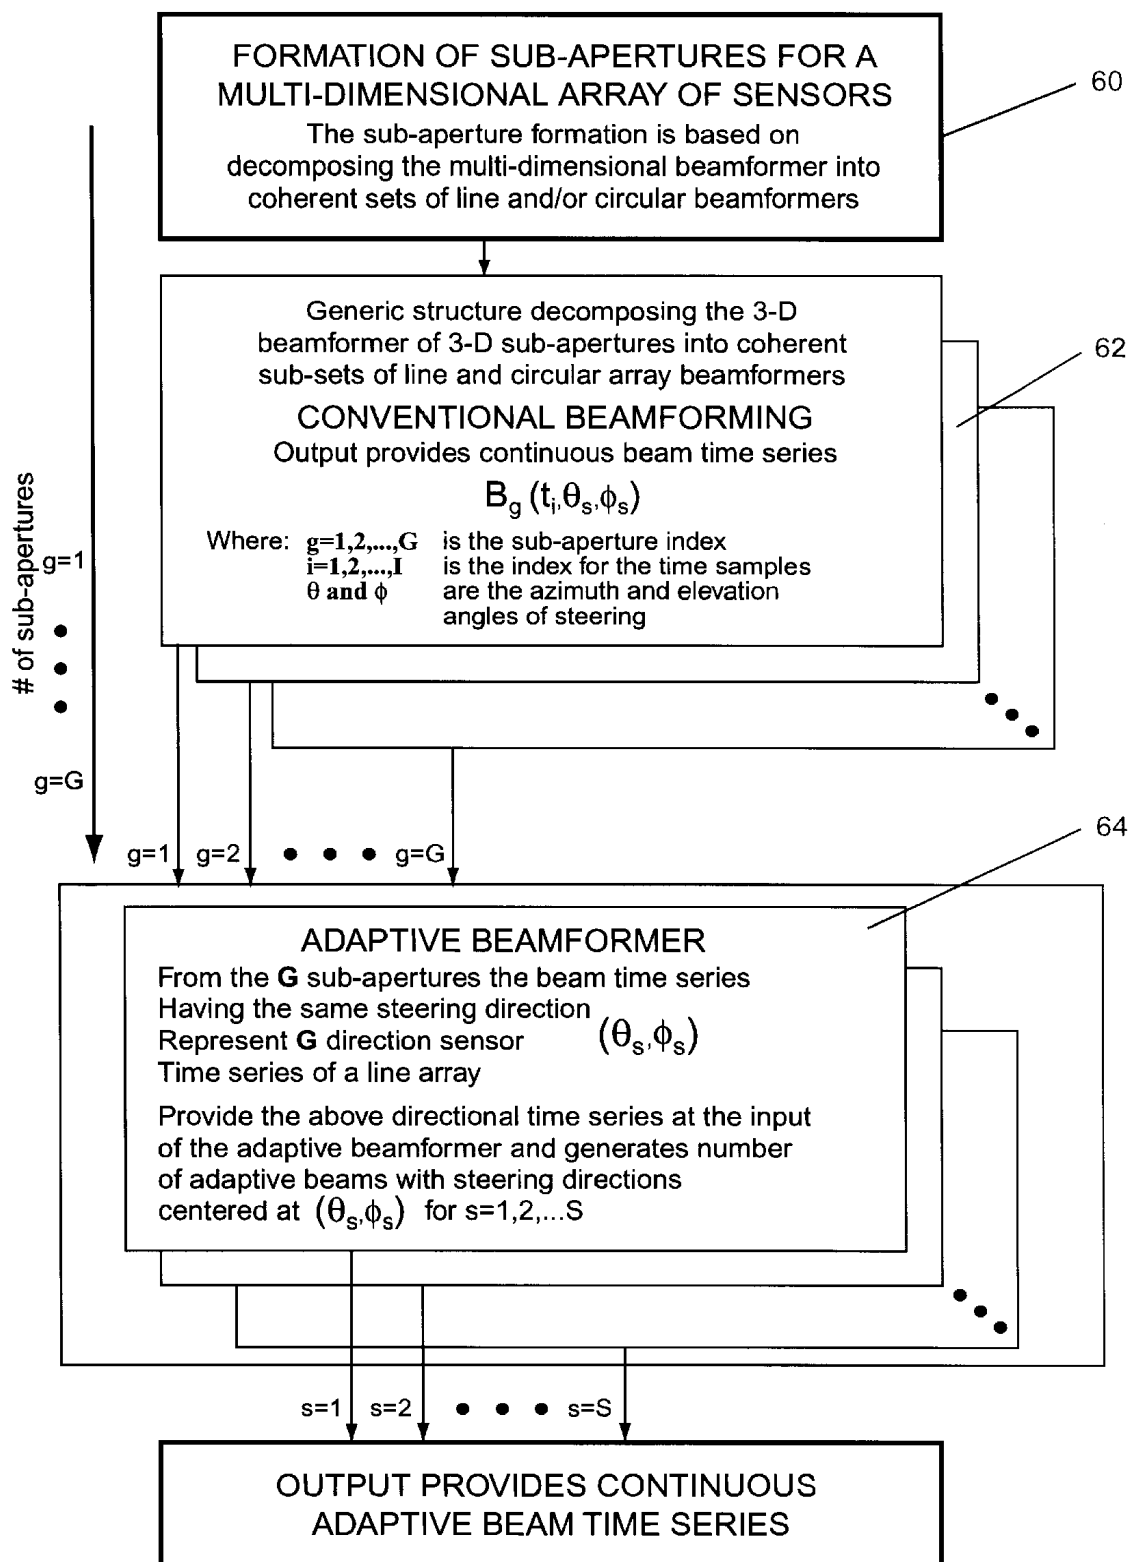 FORMATION OF SUB-APERTURES FOR A
MULTI-DIMENSIONAL ARRAY OF SENSORS
The sub-aperture formation is based on
decomposing the multi-dimensional beamformer into
coherent sets of line and/or circular beamformers
60
Generic structure decomposing the 3-D
beamformer of 3-D sub-apertures into coherent
sub-sets of line and circular array beamformers
CONVENTIONAL BEAMFORMING
Output provides continuous beam time series
B_g (t_i,θ_s,ϕ_s)
Where: g=1,2,...,G is the sub-aperture index
i=1,2,...,I is the index for the time samples
θ and ϕ are the azimuth and elevation
angles of steering
62
# of sub-apertures
g=1
g=G
g=1 g=2 g=G
64
ADAPTIVE BEAMFORMER
From the G sub-apertures the beam time series
Having the same steering direction
Represent G direction sensor (θ_s,ϕ_s)
Time series of a line array
Provide the above directional time series at the input
of the adaptive beamformer and generates number
of adaptive beams with steering directions
centered at (θ_s,ϕ_s) for s=1,2,...S
s=1 s=2 s=S
OUTPUT PROVIDES CONTINUOUS
ADAPTIVE BEAM TIME SERIES